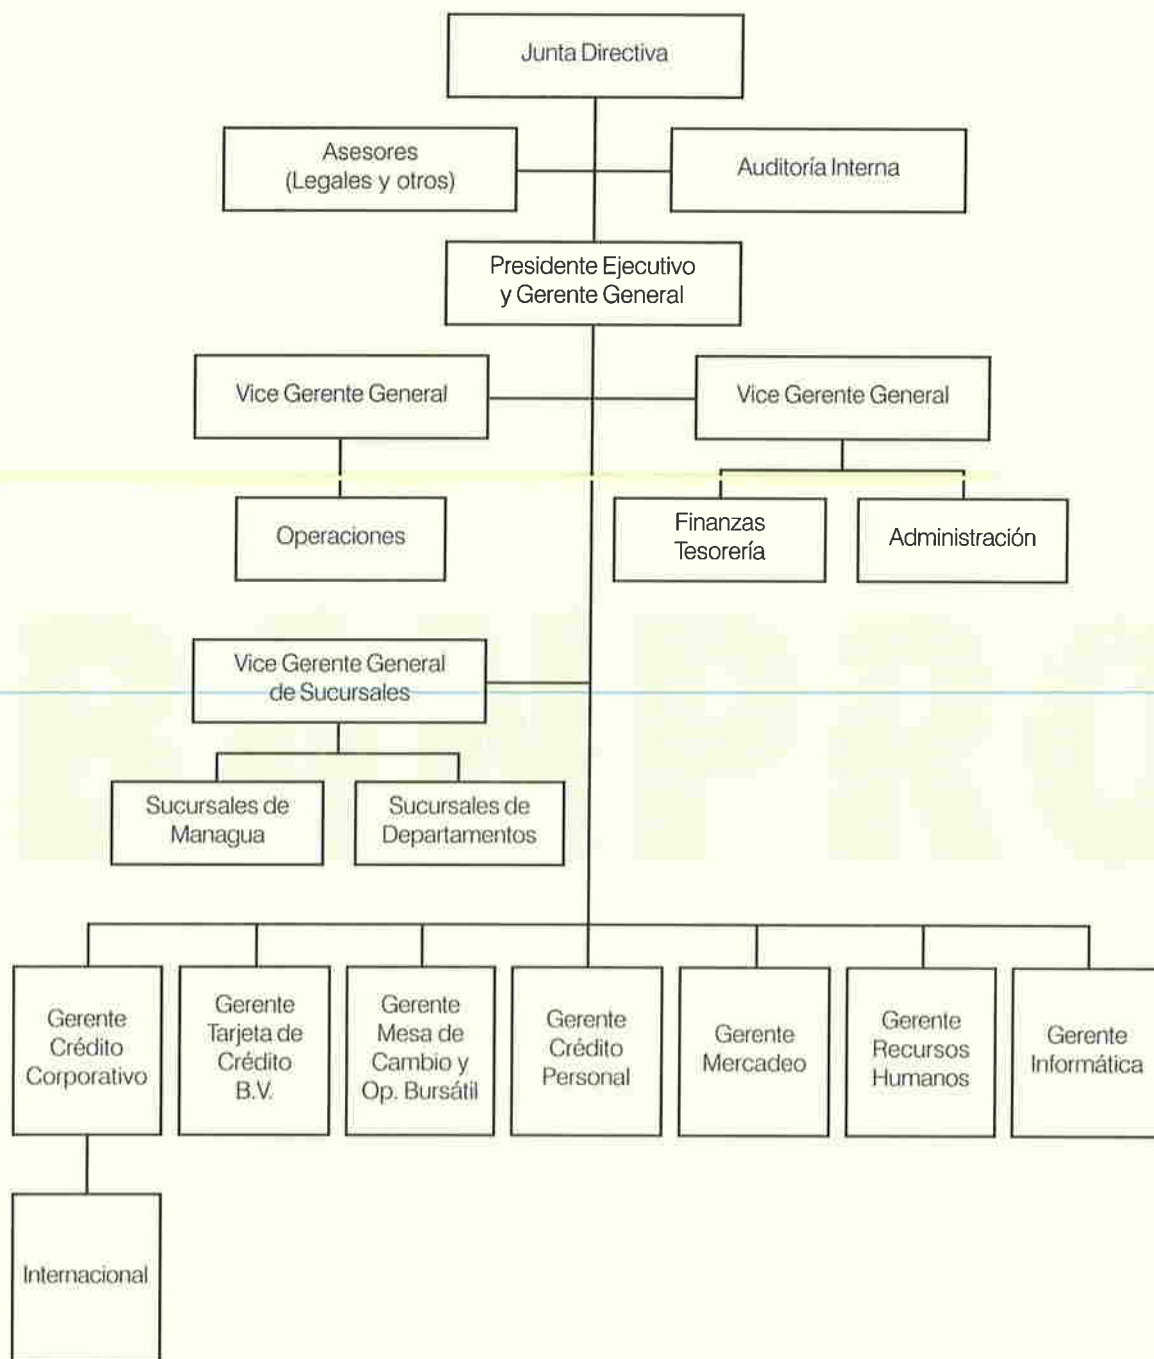 Junta Directiva
Asesores
(Legales y otros)
Auditoría Interna
Presidente Ejecutivo
y Gerente General
Vice Gerente General
Vice Gerente General
Operaciones
Finanzas
Tesorería
Administración
Vice Gerente General
de Sucursales
Sucursales de
Managua
Sucursales de
Departamentos
BANPRO
Gerente
Crédito
Corporativo
Gerente
Tarjeta de
Crédito
B.V.
Gerente
Mesa de
Cambio y
Op. Bursátil
Gerente
Crédito
Personal
Gerente
Mercadeo
Gerente
Recursos
Humanos
Gerente
Informática
Internacional